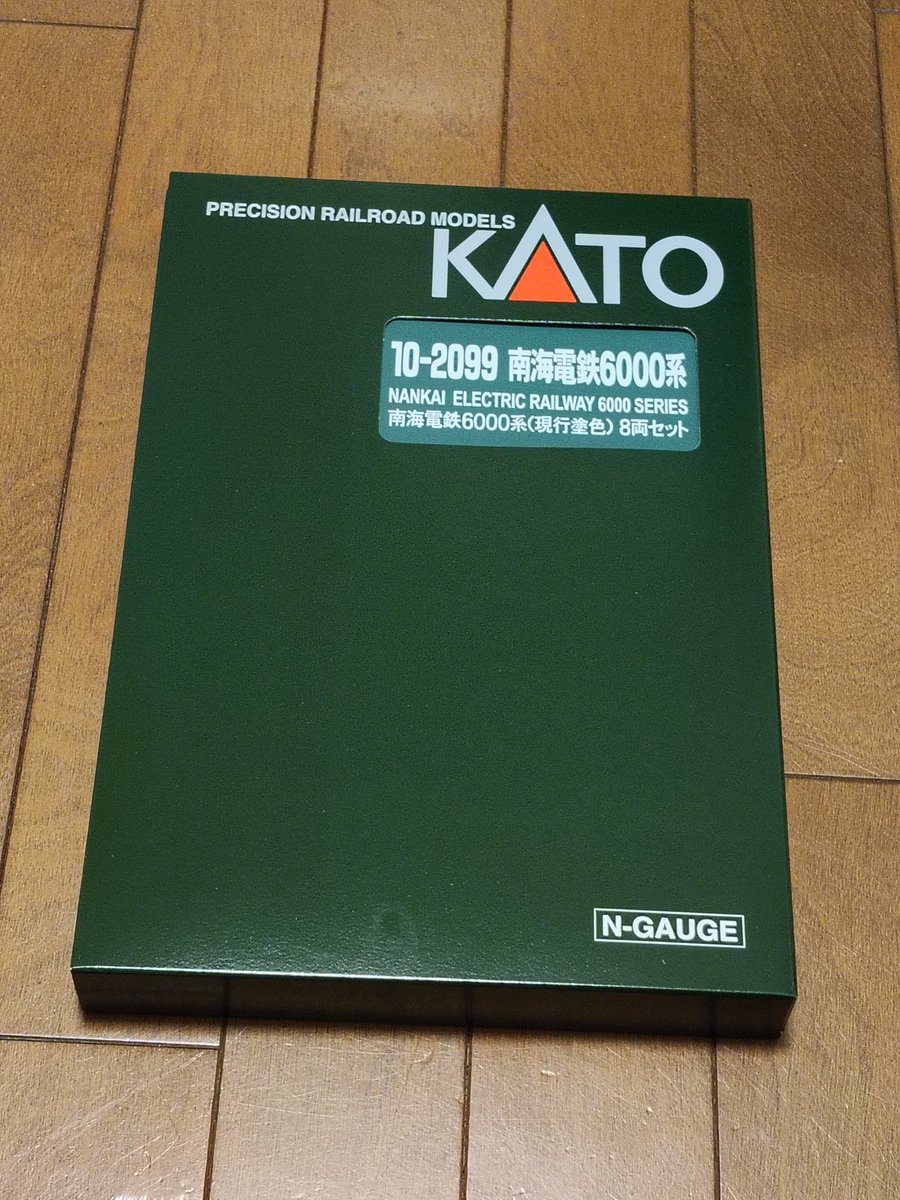 PRECISION RAILROAD MODELS
KATO
10-2099 南海電鉄6000系
NANKAI ELECTRIC RAILWAY 6000 SERIES
南海電鉄6000系(現行塗色) 8両セット
N-GAUGE